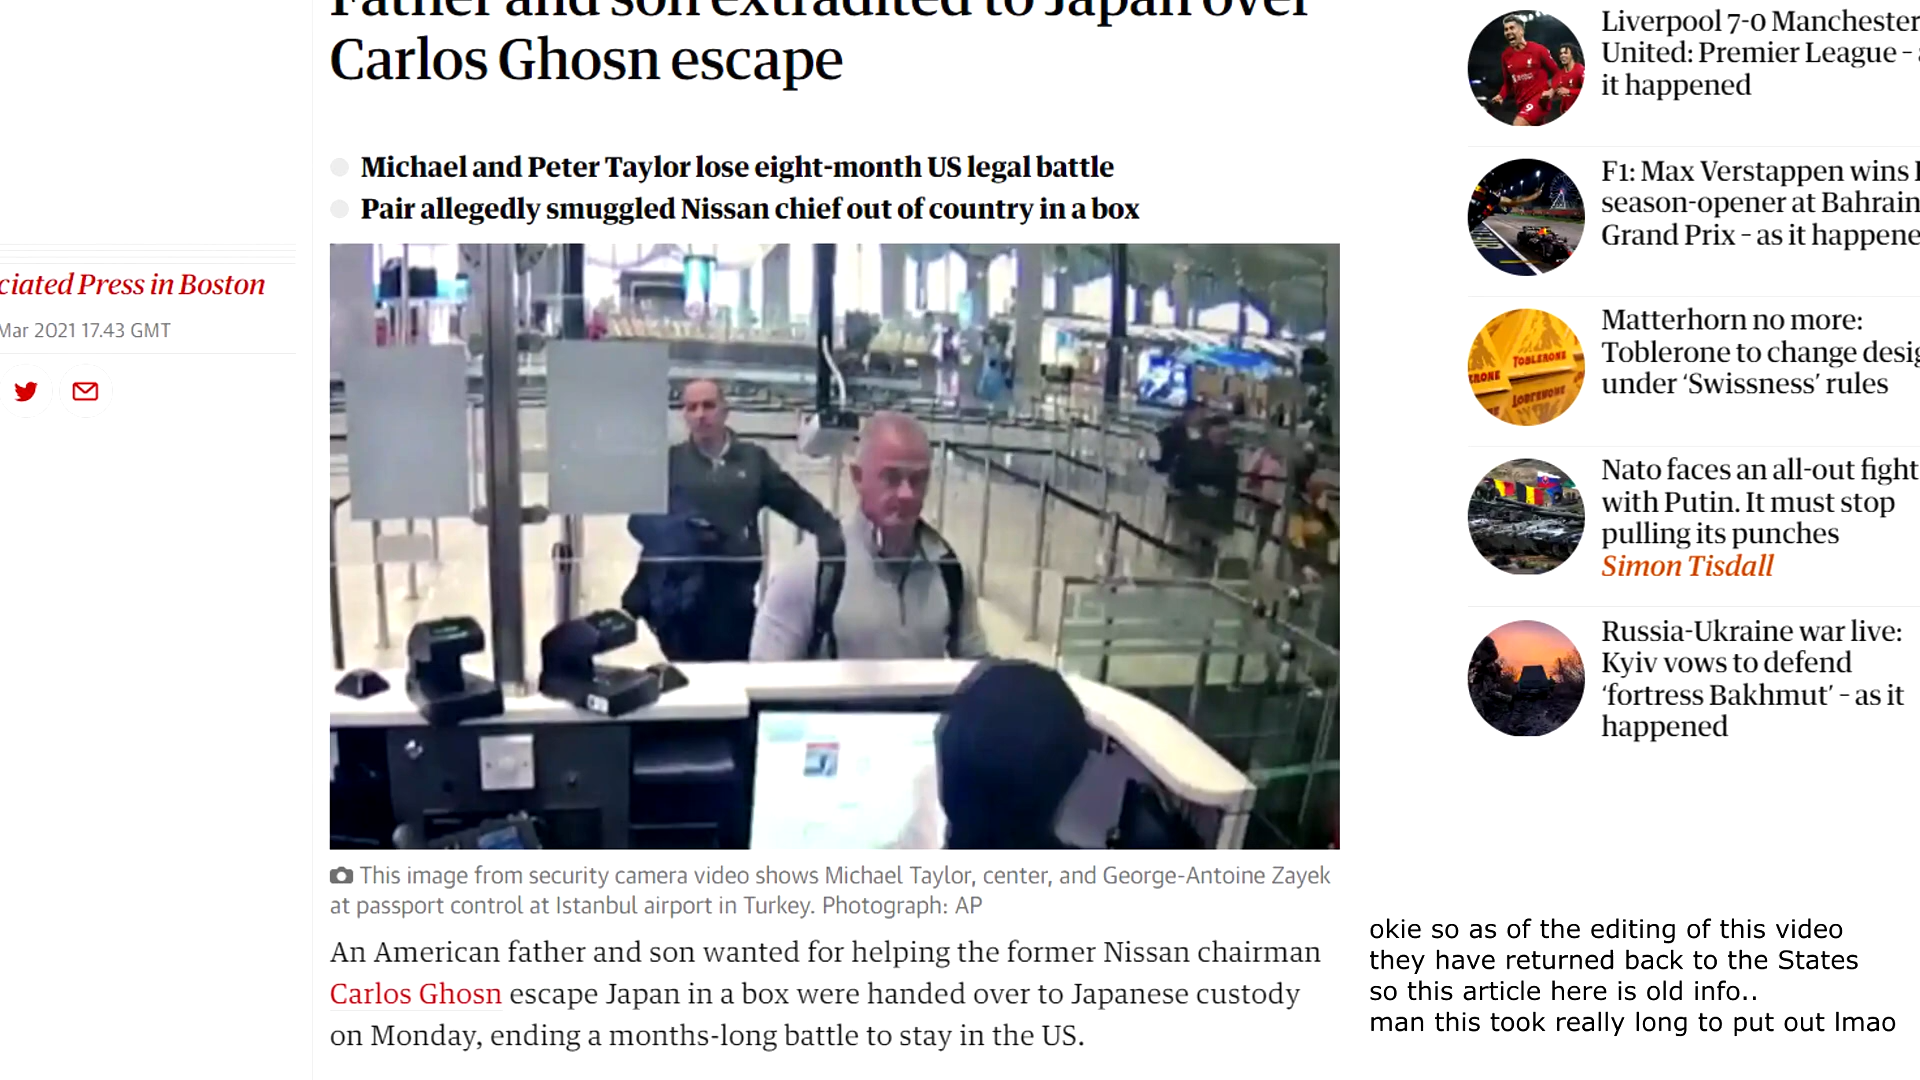 Father and son extradited to Japan over
Carlos Ghosn escape
Michael and Peter Taylor lose eight-month US legal battle
Pair allegedly smuggled Nissan chief out of country in a box
ciated Press in Boston
Mar 2021 17.43 GMT
This image from security camera video shows Michael Taylor, center, and George-Antoine Zayek
at passport control at Istanbul airport in Turkey. Photograph: AP
An American father and son wanted for helping the former Nissan chairman
Carlos Ghosn escape Japan in a box were handed over to Japanese custody
on Monday, ending a months-long battle to stay in the US.
Liverpool 7-0 Manchester
United: Premier League –
it happened
F1: Max Verstappen wins
season-opener at Bahrain
Grand Prix – as it happene
TOBLERONE
Matterhorn no more:
Toblerone to change desig
under ‘Swissness’ rules
Nato faces an all-out fight
with Putin. It must stop
pulling its punches
Simon Tisdall
Russia-Ukraine war live:
Kyiv vows to defend
‘fortress Bakhmut’ – as it
happened
okie so as of the editing of this video
they have returned back to the States
so this article here is old info..
man this took really long to put out lmao